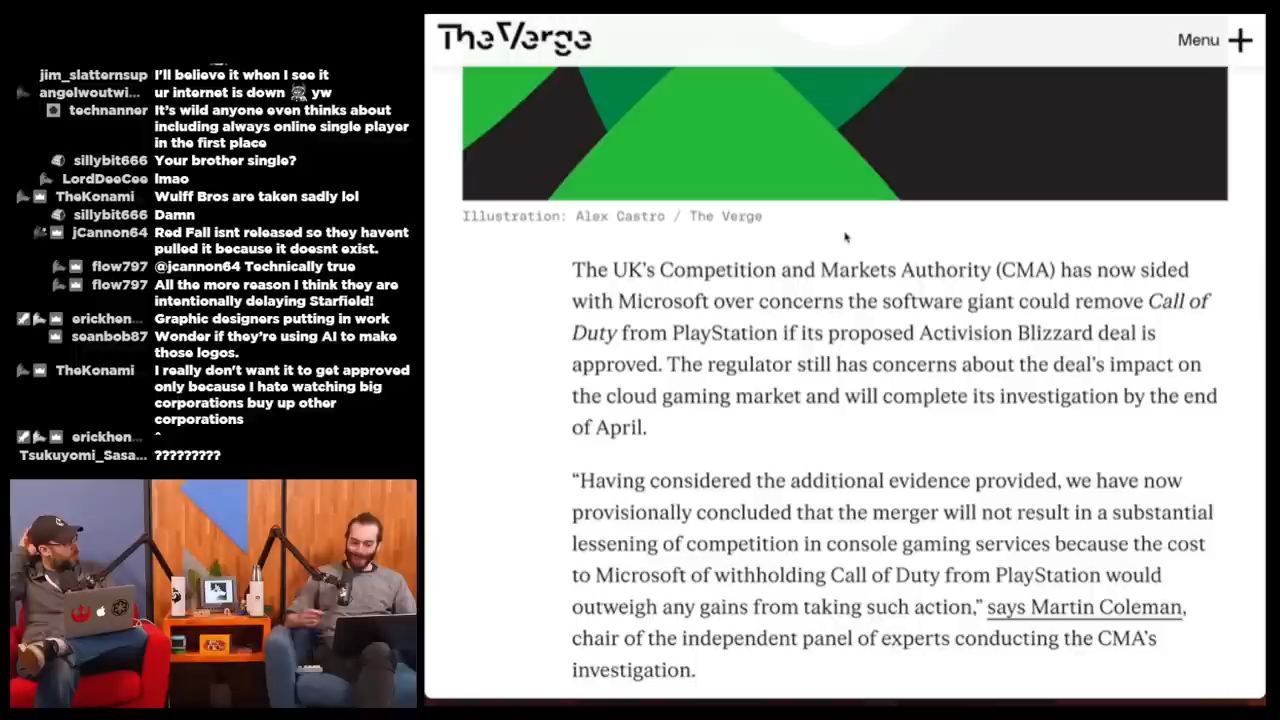 jim_slatternsup I'll believe it when I see it
angelwoutwi... ur internet is down yw
technanner It's wild anyone even thinks about
including always online single player
in the first place
sillybit666 Your brother single?
LordDeeCee lmao
TheKonami Wulff Bros are taken sadly lol
sillybit666 Damn
jCannon64 Red Fall isnt released so they havent
pulled it because it doesnt exist.
flow797 @jcannon64 Technically true
flow797 All the more reason I think they are
intentionally delaying Starfield!
erickhen... Graphic designers putting in work
seanbob87 Wonder if they're using AI to make
those logos.
TheKonami I really don't want it to get approved
only because I hate watching big
corporations buy up other
corporations
erickhen... ^
Tsukuyomi_Sasa... ?????????
The Verge
Menu +
Illustration: Alex Castro / The Verge
The UK's Competition and Markets Authority (CMA) has now sided
with Microsoft over concerns the software giant could remove Call of
Duty from PlayStation if its proposed Activision Blizzard deal is
approved. The regulator still has concerns about the deal's impact on
the cloud gaming market and will complete its investigation by the end
of April.
“Having considered the additional evidence provided, we have now
provisionally concluded that the merger will not result in a substantial
lessening of competition in console gaming services because the cost
to Microsoft of withholding Call of Duty from PlayStation would
outweigh any gains from taking such action,” says Martin Coleman,
chair of the independent panel of experts conducting the CMA's
investigation.